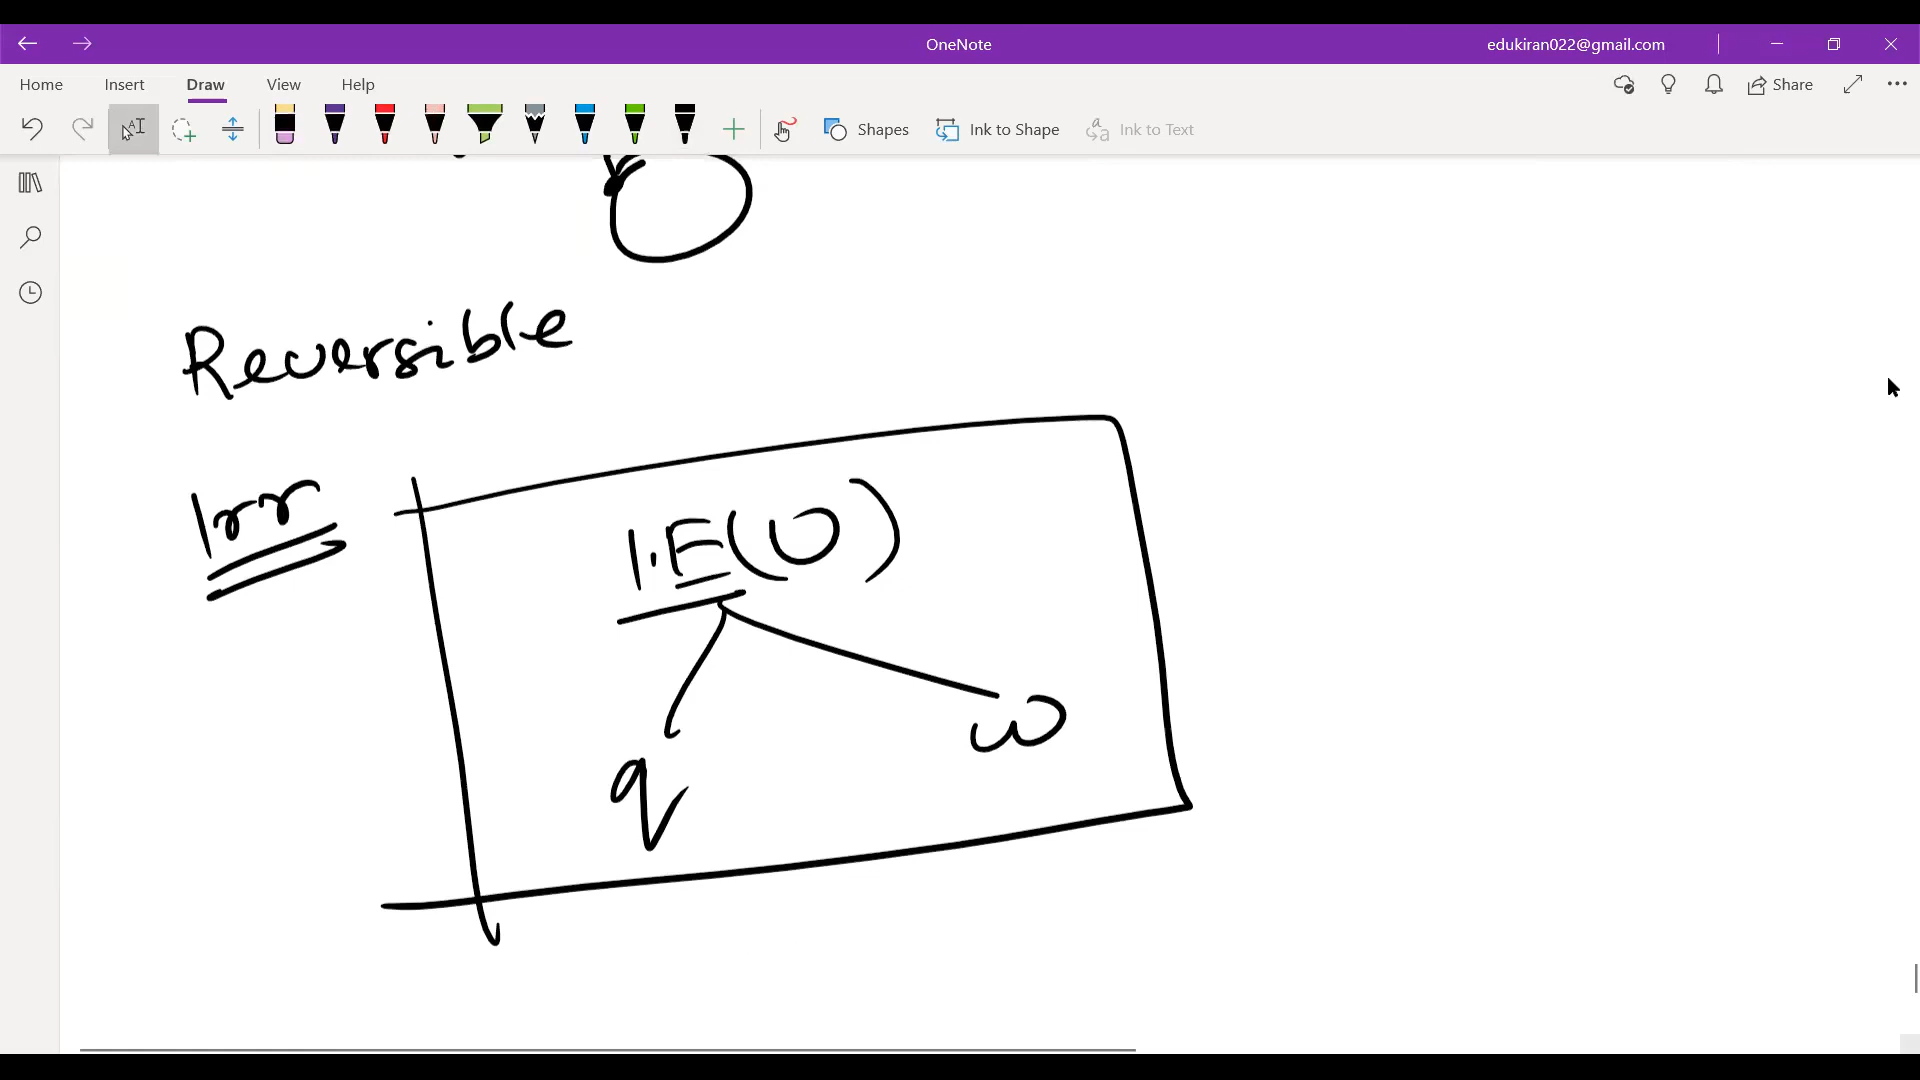 OneNote
edukiran022@gmail.com
Home Insert Draw View Help
Share
Shapes Ink to Shape Ink to Text
Reversible
Irr
I.E(U)
q
w